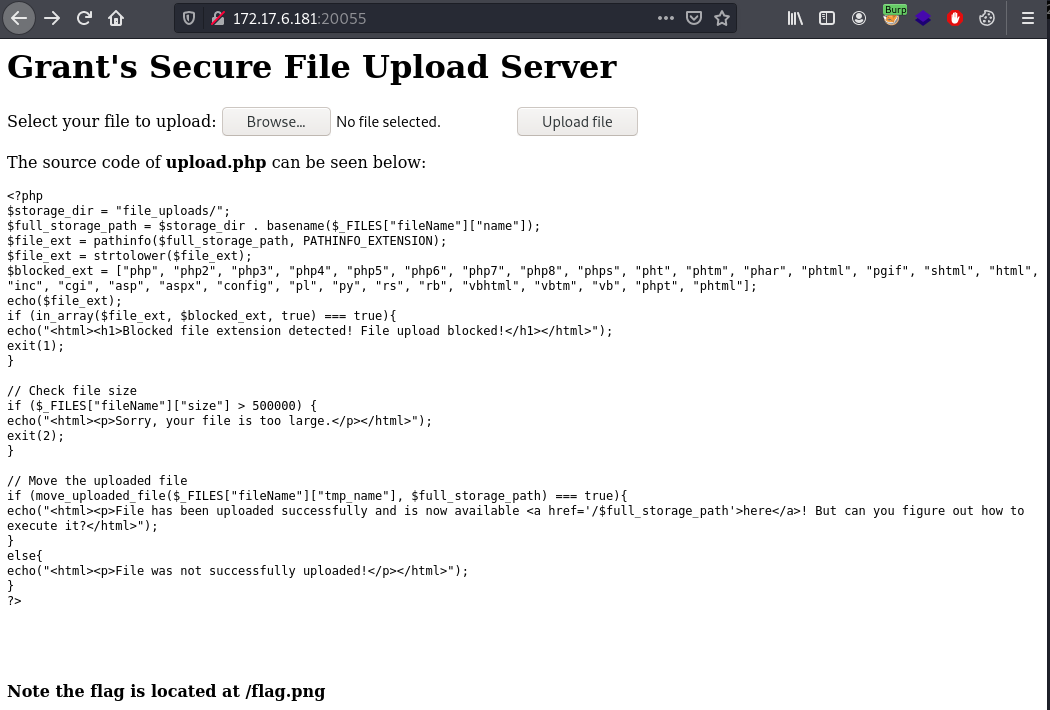 172.17.6.181:20055
Burp
Grant's Secure File Upload Server
Select your file to upload: Browse... No file selected. Upload file
The source code of upload.php can be seen below:
<?php
$storage_dir = "file_uploads/";
$full_storage_path = $storage_dir . basename($_FILES["fileName"]["name"]);
$file_ext = pathinfo($full_storage_path, PATHINFO_EXTENSION);
$file_ext = strtolower($file_ext);
$blocked_ext = ["php", "php2", "php3", "php4", "php5", "php6", "php7", "php8", "phps", "pht", "phtm", "phar", "phtml", "pgif", "shtml", "html",
"inc", "cgi", "asp", "aspx", "config", "pl", "py", "rs", "rb", "vbhtml", "vbtm", "vb", "phpt", "phtml"];
echo($file_ext);
if (in_array($file_ext, $blocked_ext, true) === true){
echo("<html><h1>Blocked file extension detected! File upload blocked!</h1></html>");
exit(1);
}
// Check file size
if ($_FILES["fileName"]["size"] > 500000) {
echo("<html><p>Sorry, your file is too large.</p></html>");
exit(2);
}
// Move the uploaded file
if (move_uploaded_file($_FILES["fileName"]["tmp_name"], $full_storage_path) === true){
echo("<html><p>File has been uploaded successfully and is now available <a href='/$full_storage_path'>here</a>! But can you figure out how to
execute it?</html>");
}
else{
echo("<html><p>File was not successfully uploaded!</p></html>");
}
?>
Note the flag is located at /flag.png